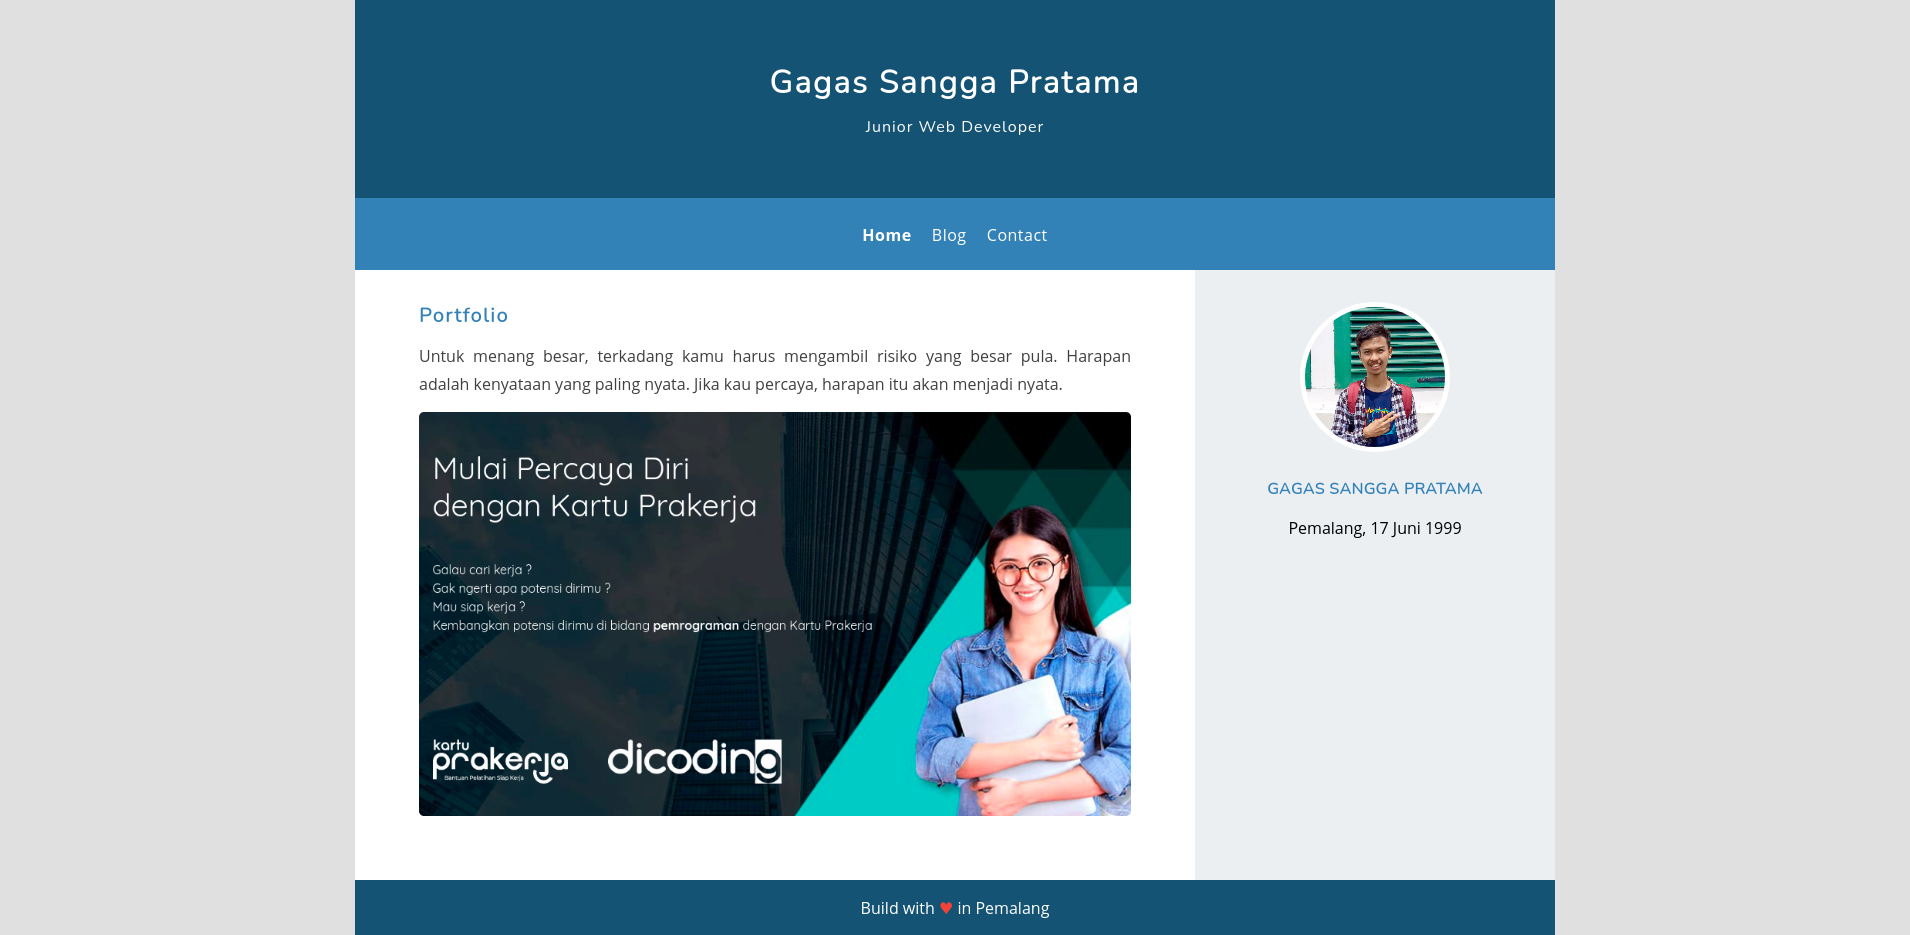 Gagas Sangga Pratama
Junior Web Developer
Home Blog Contact
Portfolio
Untuk menang besar, terkadang kamu harus mengambil risiko yang besar pula. Harapan
adalah kenyataan yang paling nyata. Jika kau percaya, harapan itu akan menjadi nyata.
Mulai Percaya Diri
dengan Kartu Prakerja
Galau cari kerja ?
Gak ngerti apa potensi dirimu ?
Mau siap kerja ?
Kembangkan potensi dirimu di bidang pemrograman dengan Kartu Prakerja
kartu
prakerja
Bantuan Pelatihan Siap Kerja
dicoding
GAGAS SANGGA PRATAMA
Pemalang, 17 Juni 1999
Build with ♥ in Pemalang